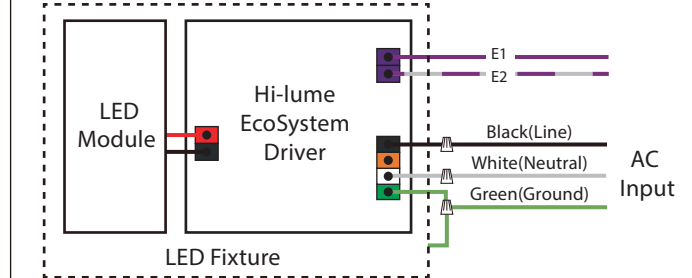 LED
Module
Hi-lume
EcoSystem
Driver
E1
E2
Black(Line)
White(Neutral)
Green(Ground)
AC
Input
LED Fixture